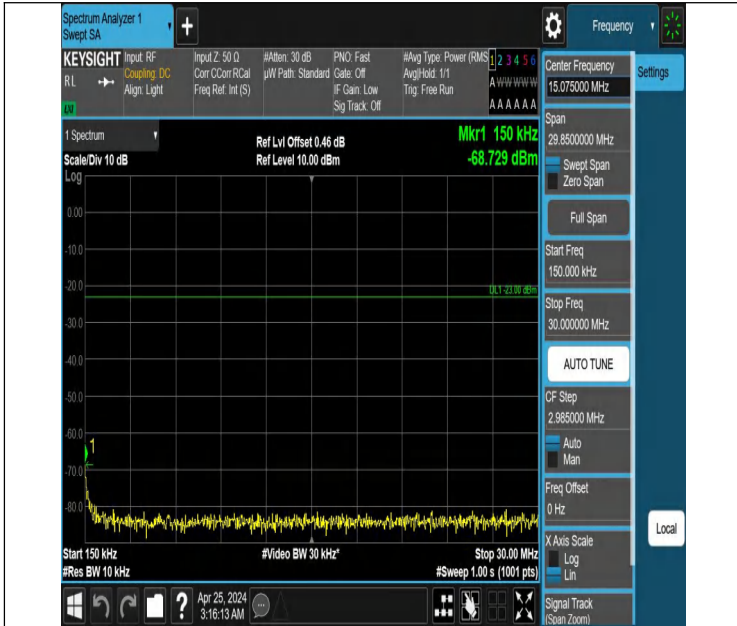 Spectrum Analyzer 1
Swept SA
+
Frequency
KEYSIGHT
RL
LXI
Input: RF
Coupling: DC
Align: Light
Input Z: 50 Ω
Corr CCorr RCal
Freq Ref: Int (S)
#Atten: 30 dB
µW Path: Standard
PNO: Fast
Gate: Off
IF Gain: Low
Sig Track: Off
#Avg Type: Power (RMS
Avg|Hold: 1/1
Trig: Free Run
1 2 3 4 5 6
A W W W W W
A A A A A A
1 Spectrum
Scale/Div 10 dB
Log
Ref Lvl Offset 0.46 dB
Ref Level 10.00 dBm
Mkr1 150 kHz
-68.729 dBm
0.00
-10.0
-20.0
-30.0
-40.0
-50.0
-60.0
-70.0
-80.0
DL1 -23.00 dBm
1
Start 150 kHz
#Res BW 10 kHz
#Video BW 30 kHz*
Stop 30.00 MHz
#Sweep 1.00 s (1001 pts)
?
Apr 25, 2024
3:16:13 AM
Center Frequency
15.075000 MHz
Settings
Span
29.8500000 MHz
Swept Span
Zero Span
Full Span
Start Freq
150.000 kHz
Stop Freq
30.000000 MHz
AUTO TUNE
CF Step
2.985000 MHz
Auto
Man
Freq Offset
0 Hz
X Axis Scale
Log
Lin
Local
Signal Track
(Span Zoom)